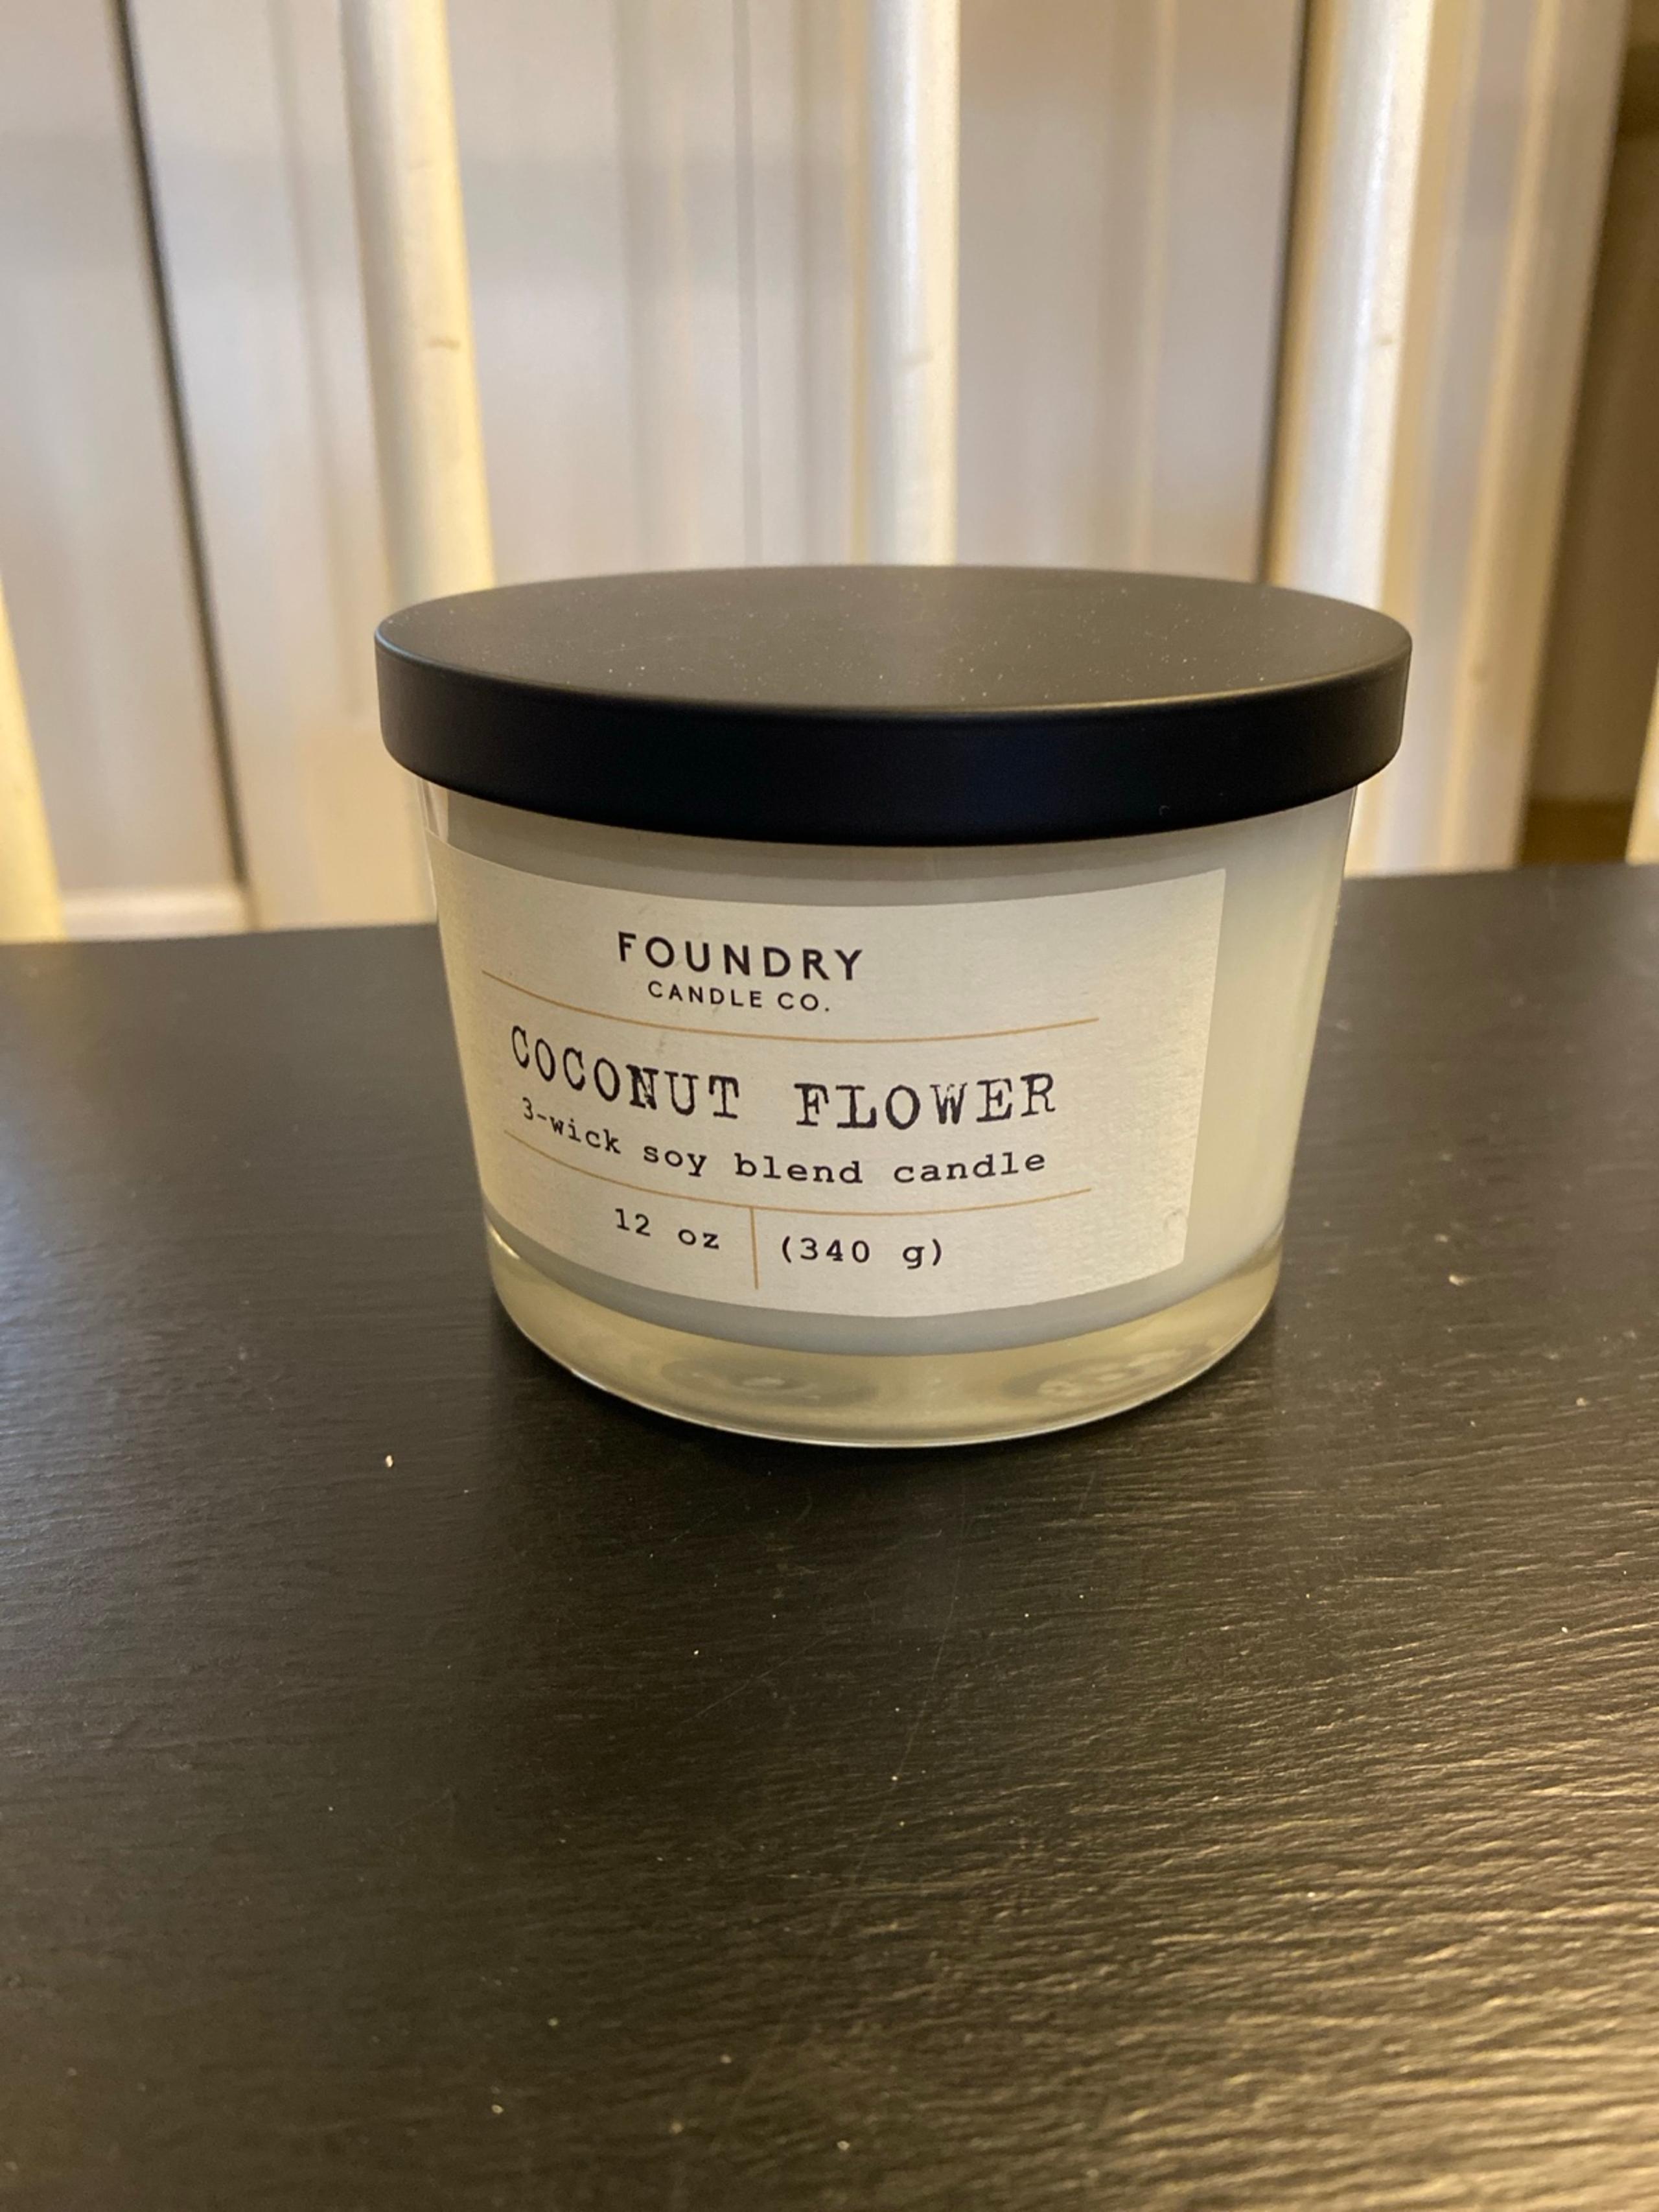 FOUNDRY
CANDLE CO.
COCONUT FLOWER
3-wick soy blend candle
12 oz (340 g)